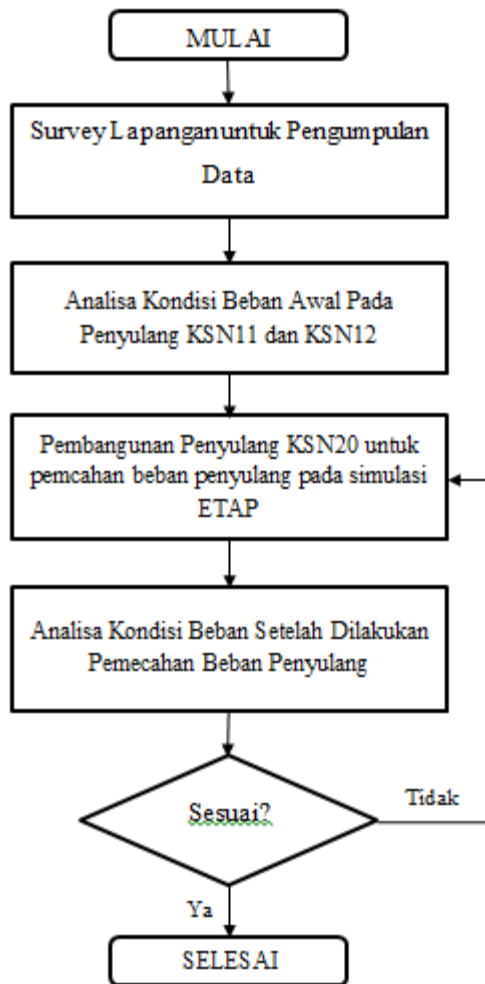 MULAI
Survey Lapanganuntuk Pengumpulan
Data
Analisa Kondisi Beban Awal Pada
Penyulang KSN11 dan KSN12
Pembangunan Penyulang KSN20 untuk
pemcahan beban penyulang pada simulasi
ETAP
Analisa Kondisi Beban Setelah Dilakukan
Pemecahan Beban Penyulang
Sesuai?
Tidak
Ya
SELESAI